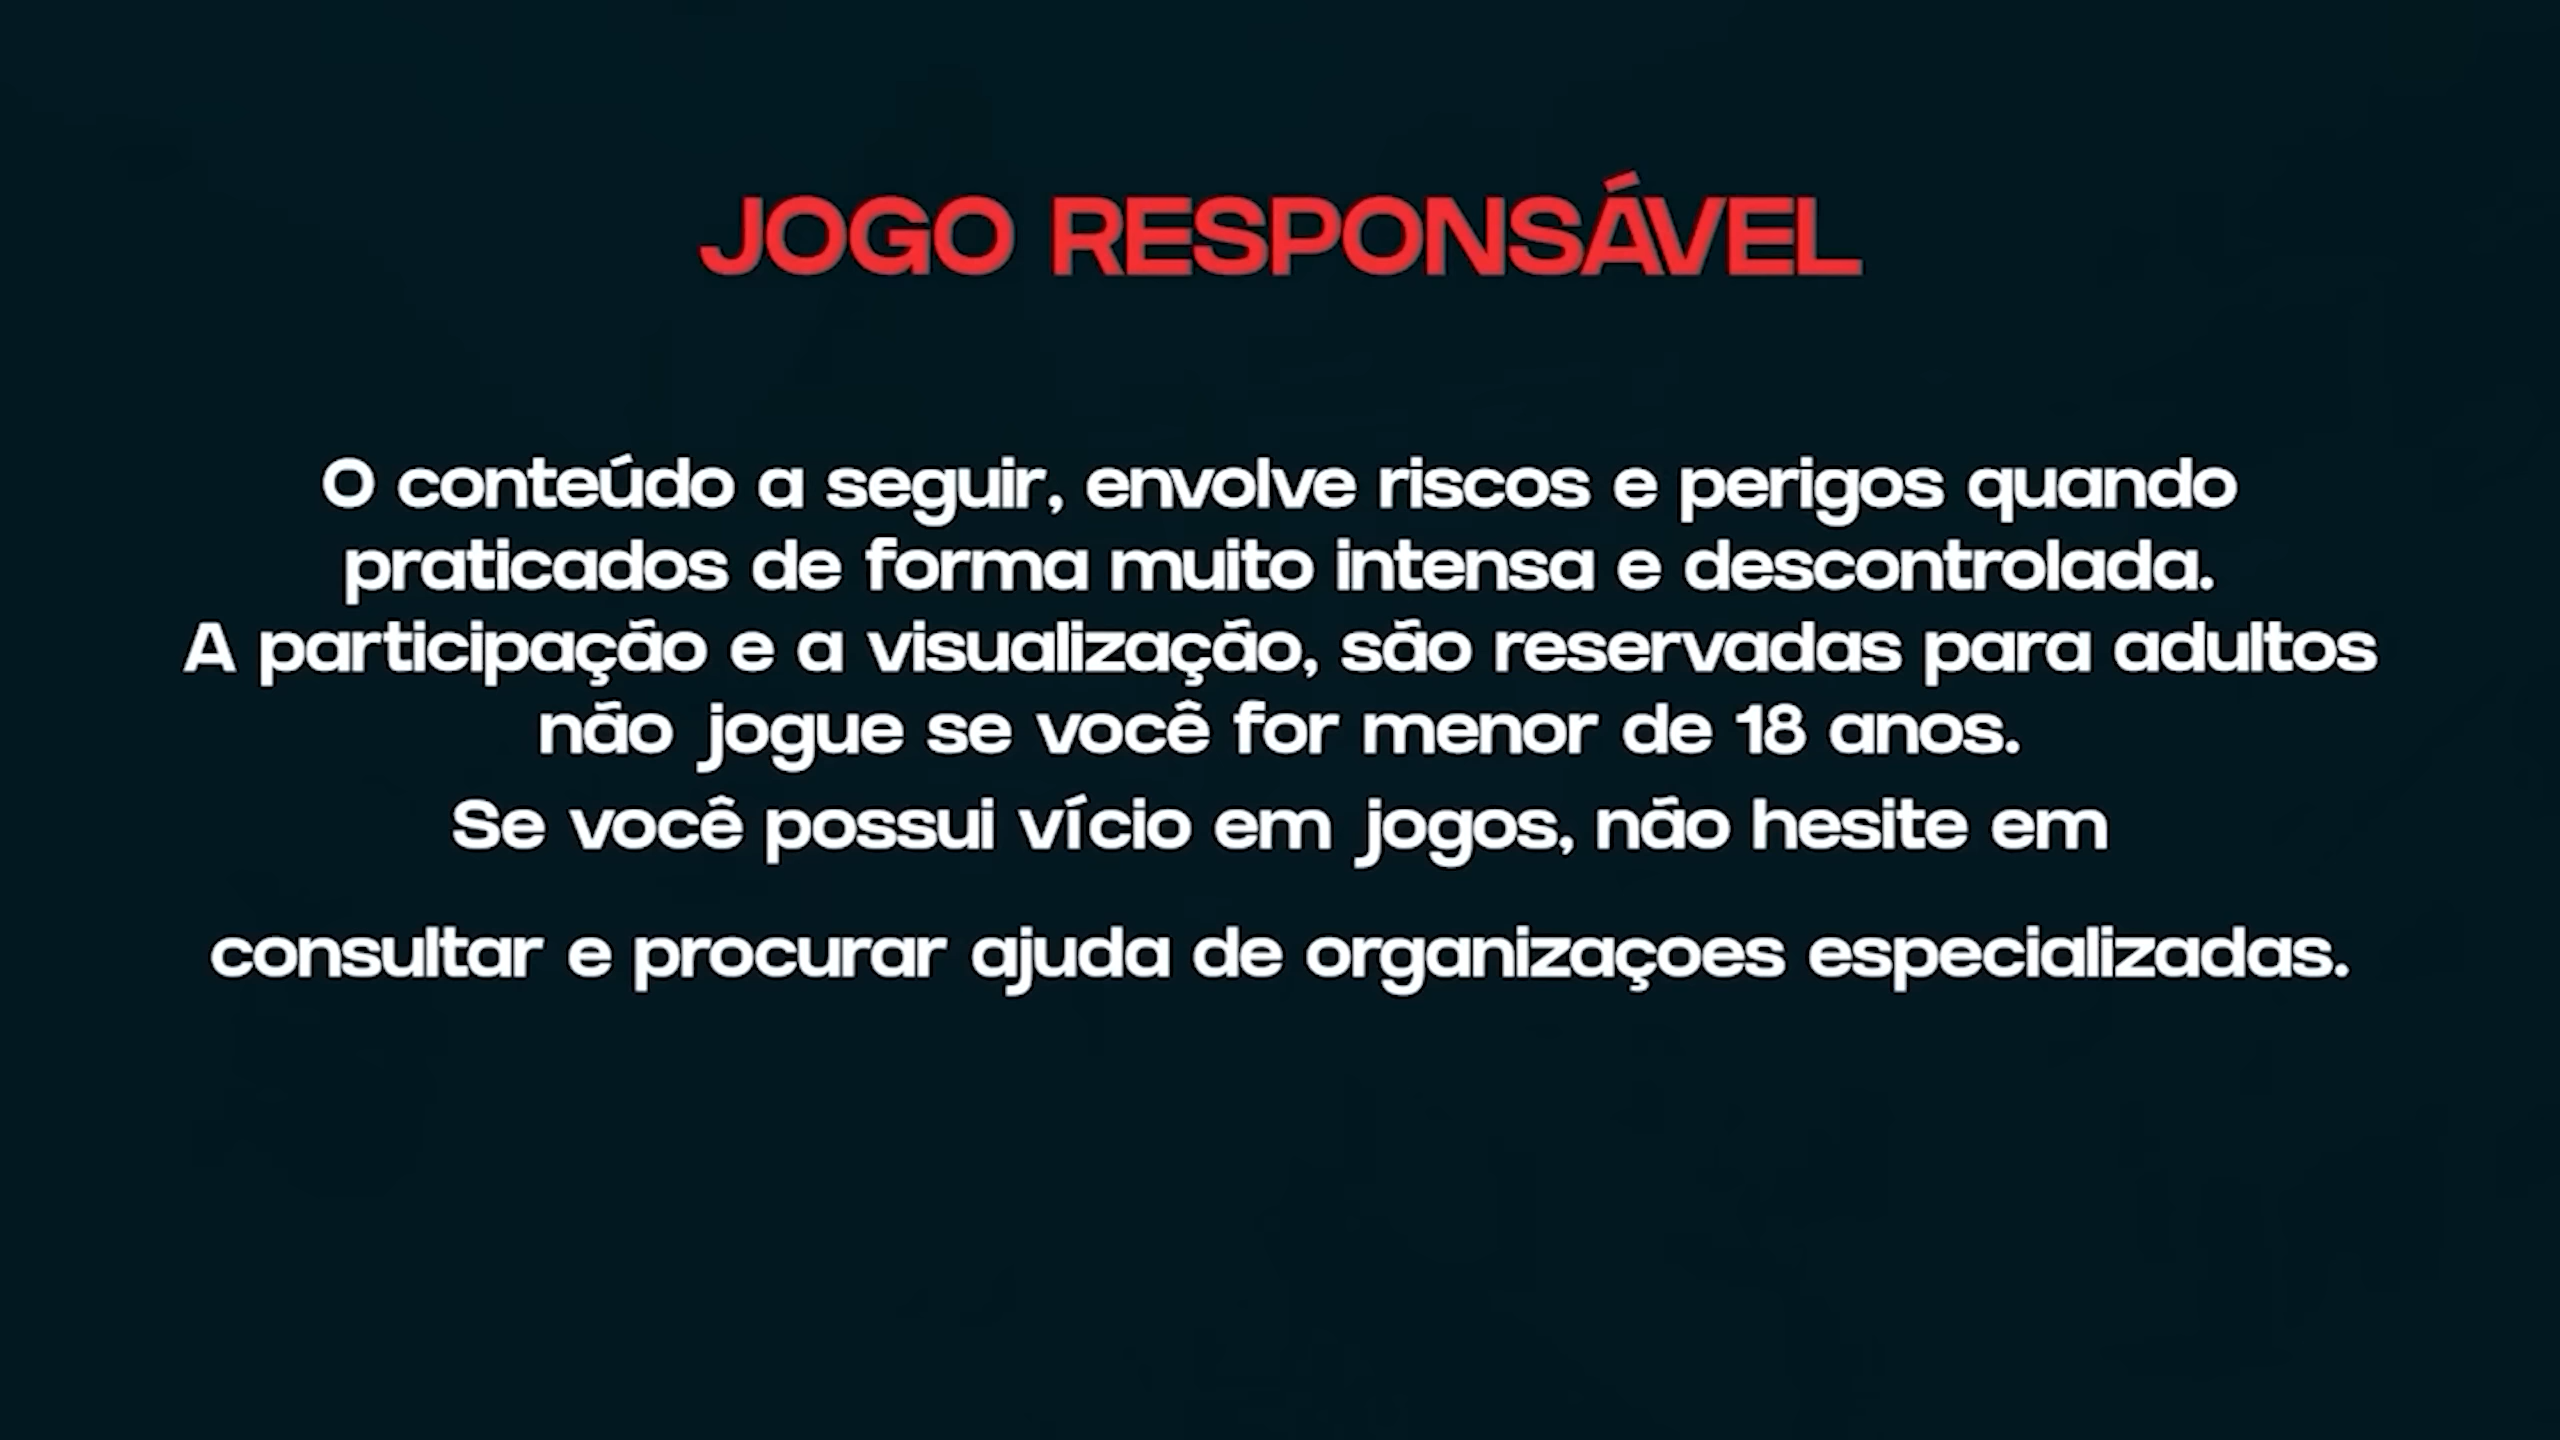 JOGO RESPONSÁVEL
O conteúdo a seguir, envolve riscos e perigos quando
praticados de forma muito intensa e descontrolada.
A participação e a visualização, são reservadas para adultos
não jogue se você for menor de 18 anos.
Se você possui vício em jogos, não hesite em
consultar e procurar ajuda de organizaçoes especializadas.